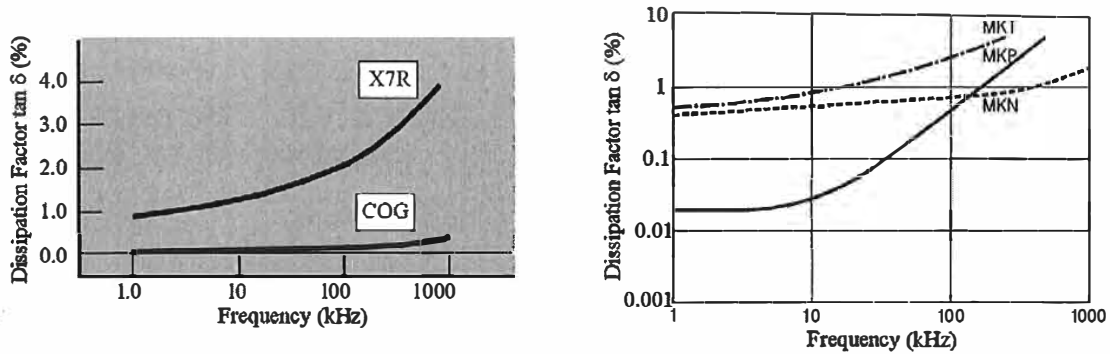 Dissipation Factor tan δ (%)
4.0
3.0
2.0
1.0
0.0
X7R
COG
1.0 10 100 1000
Frequency (kHz)
Dissipation Factor tan δ (%)
10
1
0.1
0.01
0.001
MKT
MKP
MKN
1 10 100 1000
Frequency (kHz)